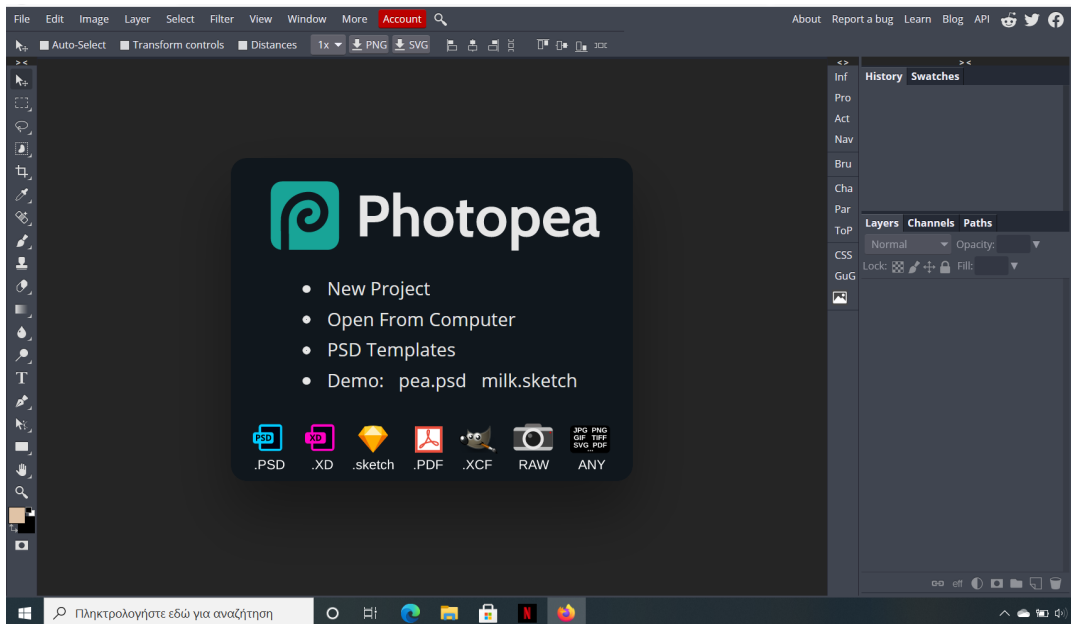 File Edit Image Layer Select Filter View Window More Account About Report a bug Learn Blog API
Auto-Select Transform controls Distances 1x PNG SVG
> <
< >
> <
Inf
Pro
Act
Nav
Bru
Cha
Par
ToP
CSS
GuG
History Swatches
Layers Channels Paths
Normal Opacity:
Lock: Fill:
Photopea
New Project
Open From Computer
PSD Templates
Demo: pea.psd milk.sketch
PSD XD JPG PNG
GIF TIFF
SVG PDF
...
.PSD .XD .sketch .PDF .XCF RAW ANY
T
eff
Πληκτρολογήστε εδώ για αναζήτηση
N